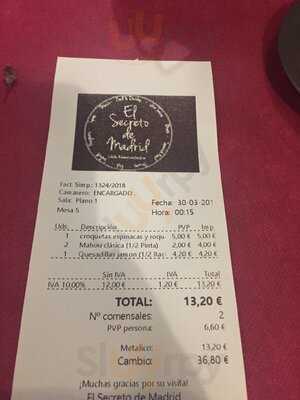 El
Secreto
de
Madrid
Fact. Simp.: 1324/2018
Camarero: ENCARGADO .
Sala: Plano 1
Fecha: 30-03-201
Mesa 5
Hora: 00:15
Uds. Descripción PVP Imp.
1 croquetas espinacas y roqu 5,00 € 5,00 €
2 Mahou clásica (1/2 Pinta) 2,00 € 4,00 €
1 Quesadillas jamon (1/2 Rac 4,20 € 4,20 €
Sin IVA IVA Total
IVA 10,00% 12,00 € 1,20 € 13,20 €
TOTAL: 13,20 €
Nº comensales: 2
PVP persona: 6,60 €
Metalico: 13,20 €
Cambio: 36,80 €
¡Muchas gracias por su visita!
El Secreto de Madrid